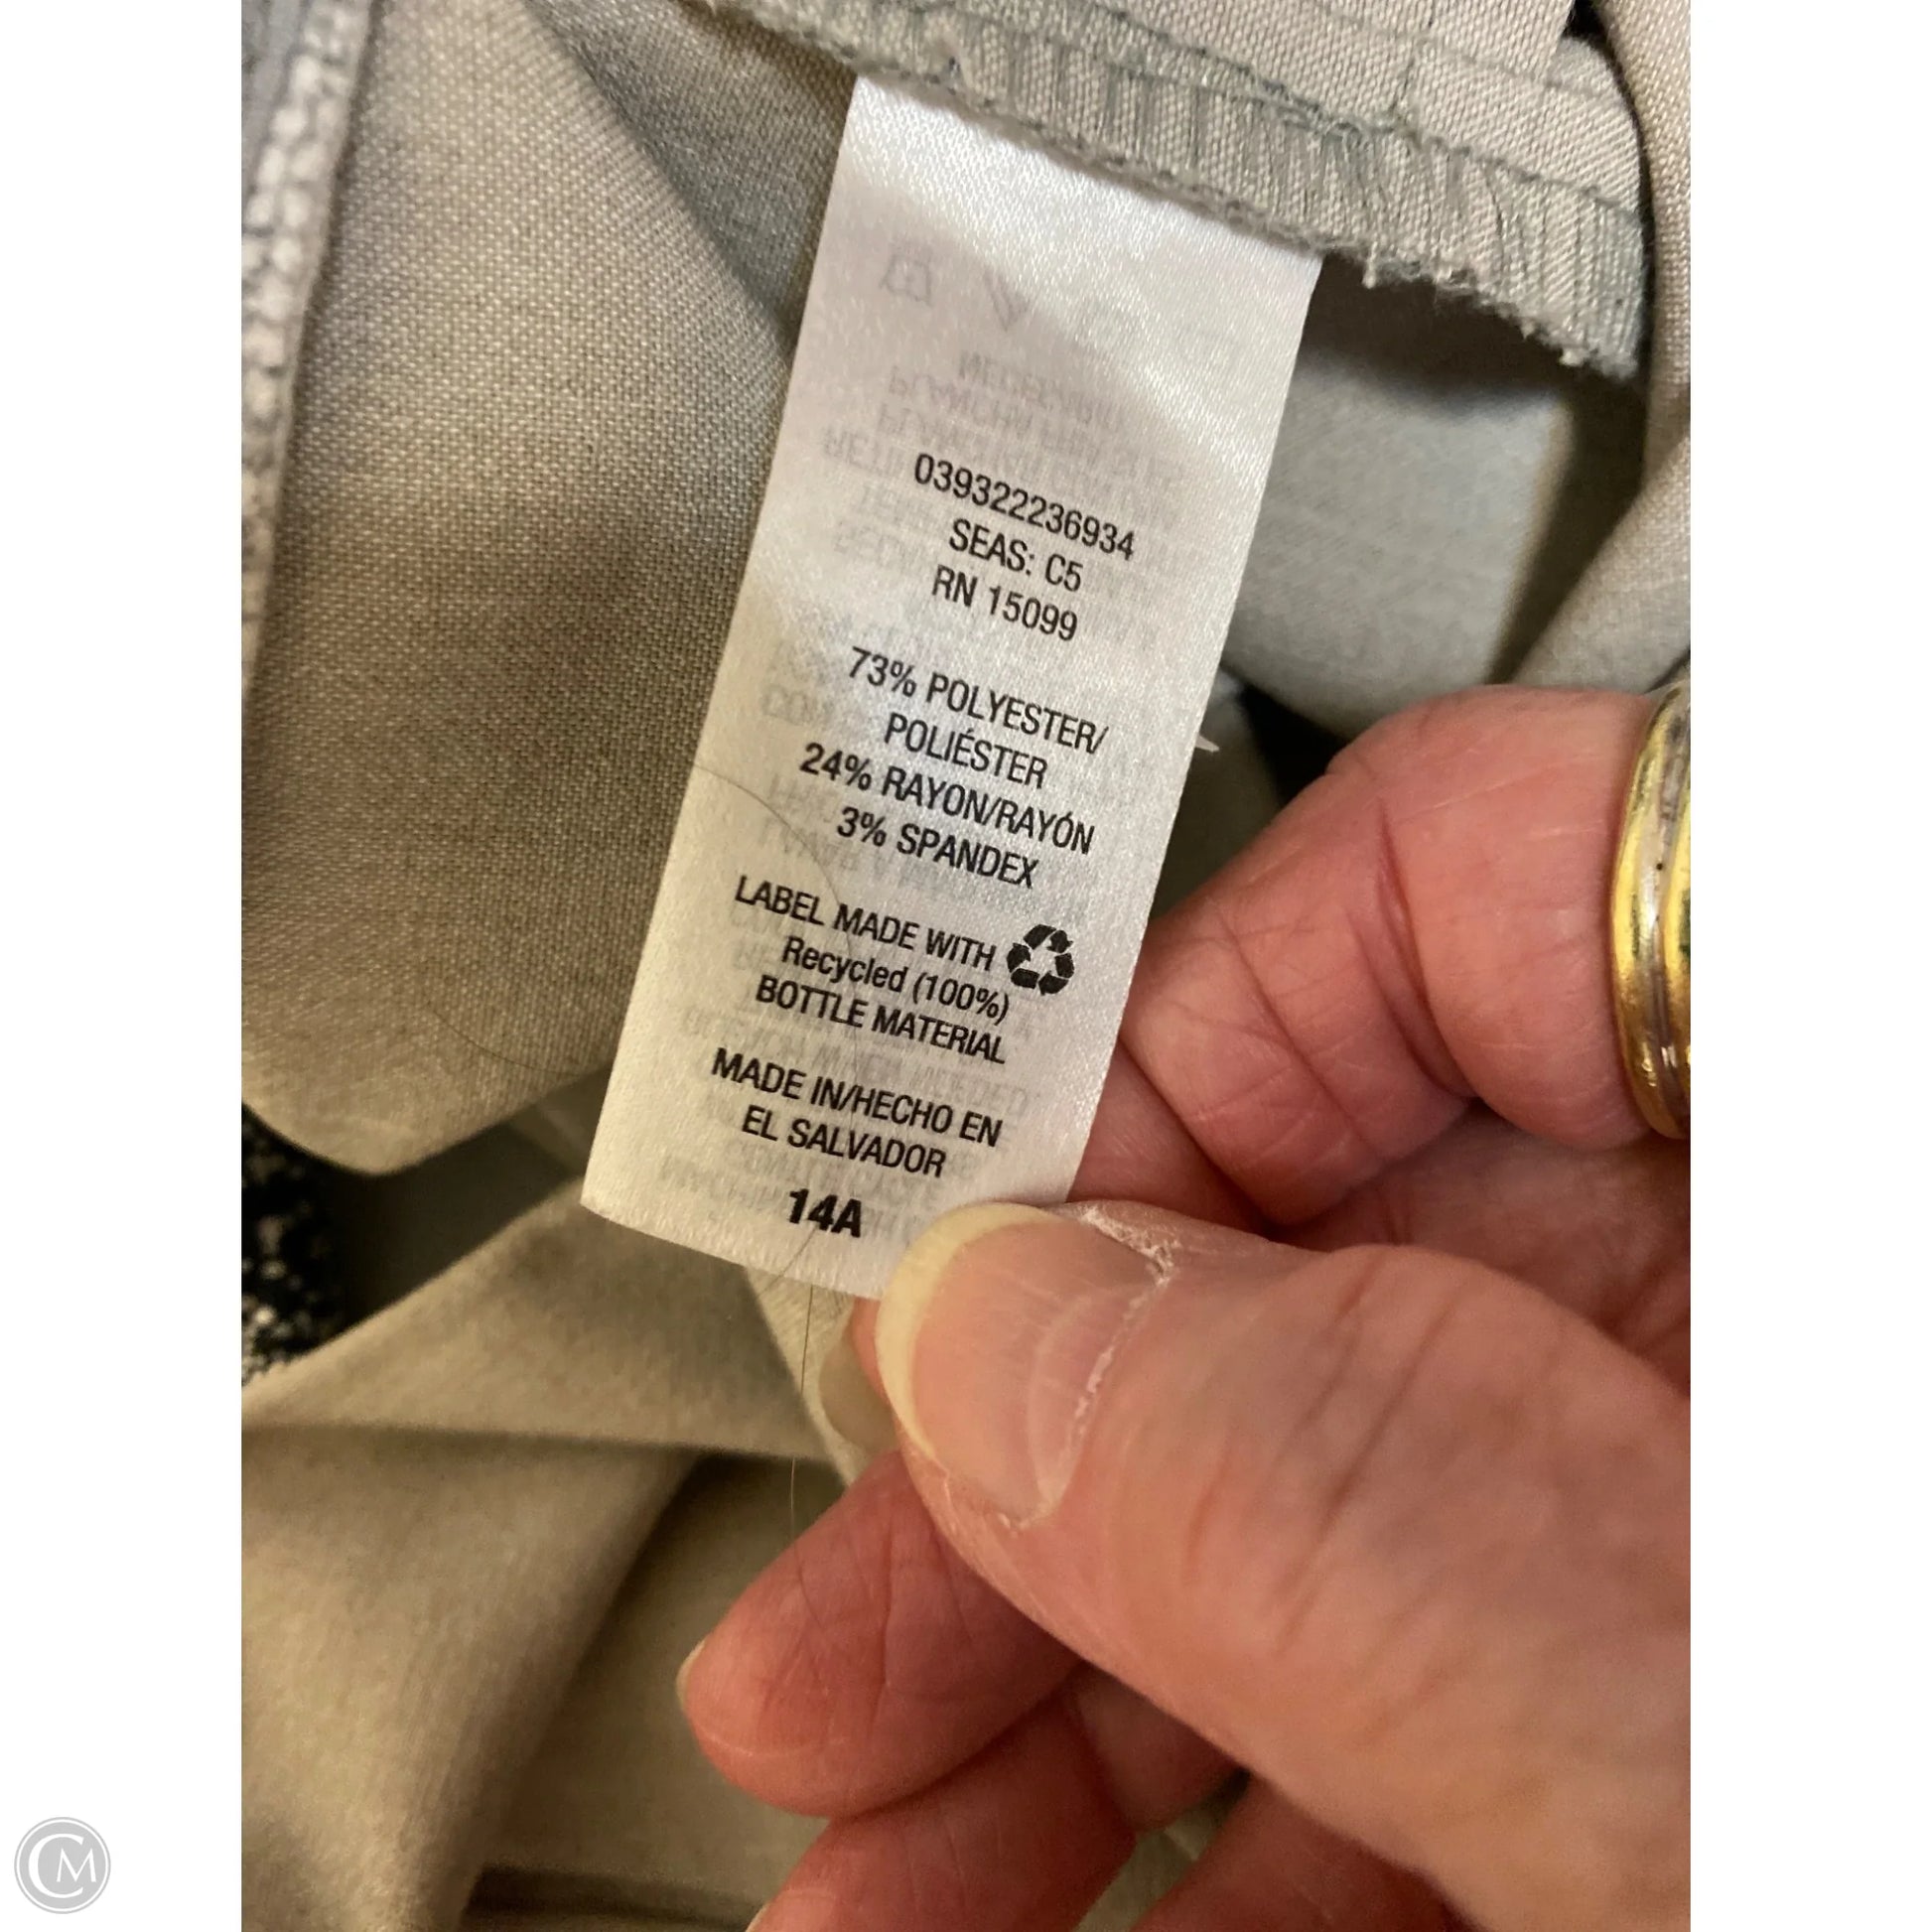 039322236934
SEAS: C5
RN 15099
73% POLYESTER/
POLIÉSTER
24% RAYON/RAYÓN
3% SPANDEX
LABEL MADE WITH
Recycled (100%)
BOTTLE MATERIAL
MADE IN/HECHO EN
EL SALVADOR
14A
CM